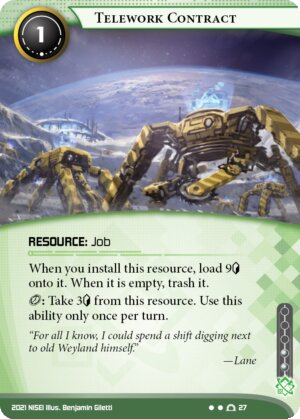 TELEWORK CONTRACT
1
RESOURCE: Job
When you install this resource, load 9
onto it. When it is empty, trash it.
: Take 3 from this resource. Use this
ability only once per turn.
“For all I know, I could spend a shift digging next
to old Weyland himself.”
—Lane
2021 NISEI Illus. Benjamin Giletti
27